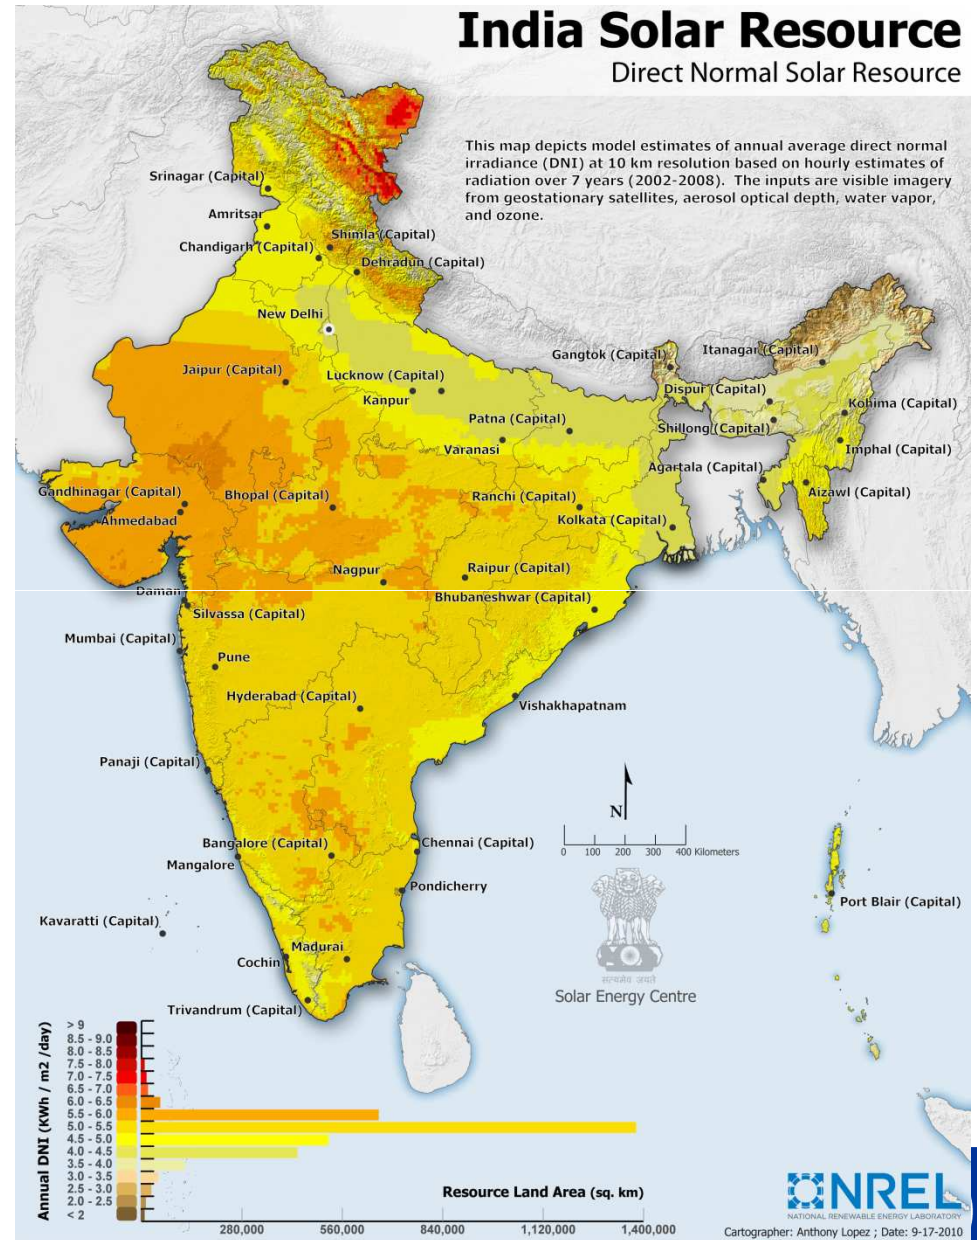 India Solar Resource
Direct Normal Solar Resource
This map depicts model estimates of annual average direct normal
irradiance (DNI) at 10 km resolution based on hourly estimates of
radiation over 7 years (2002-2008). The inputs are visible imagery
from geostationary satellites, aerosol optical depth, water vapor,
and ozone.
Srinagar (Capital)
Amritsar
Shimla (Capital)
Chandigarh (Capital)
Dehradun (Capital)
New Delhi
Gangtok (Capital)
Itanagar (Capital)
Jaipur (Capital)
Lucknow (Capital)
Dispur (Capital)
Kanpur
Kohima (Capital)
Patna (Capital)
Shillong (Capital)
Varanasi
Imphal (Capital)
Agartala (Capital)
Gandhinagar (Capital)
Bhopal (Capital)
Ranchi (Capital)
Aizawl (Capital)
Ahmedabad
Kolkata (Capital)
Nagpur
Raipur (Capital)
Daman
Bhubaneshwar (Capital)
Silvassa (Capital)
Mumbai (Capital)
Pune
Hyderabad (Capital)
Vishakhapatnam
Panaji (Capital)
N
Bangalore (Capital)
Chennai (Capital)
0 100 200 300 400 Kilometers
Mangalore
Pondicherry
Port Blair (Capital)
Kavaratti (Capital)
Madurai
Cochin
सत्यमेव जयते
Solar Energy Centre
Trivandrum (Capital)
Annual DNI (KWh / m2 /day)
> 9
8.5 - 9.0
8.0 - 8.5
7.5 - 8.0
7.0 - 7.5
6.5 - 7.0
6.0 - 6.5
5.5 - 6.0
5.0 - 5.5
4.5 - 5.0
4.0 - 4.5
3.5 - 4.0
3.0 - 3.5
2.5 - 3.0
2.0 - 2.5
< 2
Resource Land Area (sq. km)
280,000 560,000 840,000 1,120,000 1,400,000
NREL
NATIONAL RENEWABLE ENERGY LABORATORY
Cartographer: Anthony Lopez ; Date: 9-17-2010